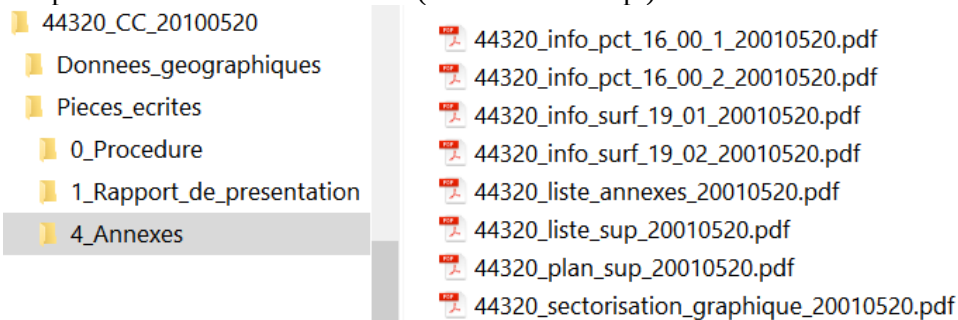 44320_CC_20100520
Donnees_geographiques
Pieces_ecrites
0_Procedure
1_Rapport_de_presentation
4_Annexes
44320_info_pct_16_00_1_20010520.pdf
44320_info_pct_16_00_2_20010520.pdf
44320_info_surf_19_01_20010520.pdf
44320_info_surf_19_02_20010520.pdf
44320_liste_annexes_20010520.pdf
44320_liste_sup_20010520.pdf
44320_plan_sup_20010520.pdf
44320_sectorisation_graphique_20010520.pdf